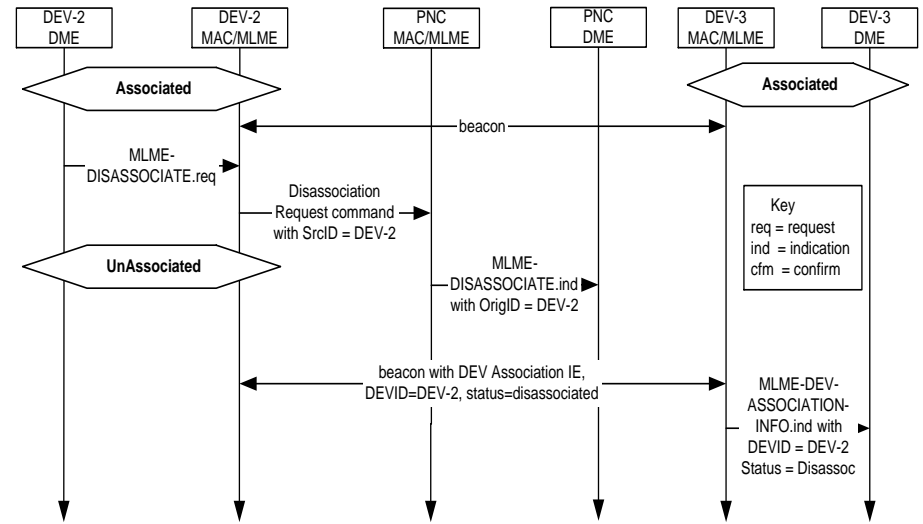 DEV-2
DME
DEV-2
MAC/MLME
PNC
MAC/MLME
PNC
DME
DEV-3
MAC/MLME
DEV-3
DME
Associated
Associated
beacon
MLME-
DISASSOCIATE.req
Disassociation
Request command
with SrcID = DEV-2
Key
req = request
ind = indication
cfm = confirm
UnAssociated
MLME-
DISASSOCIATE.ind
with OrigID = DEV-2
beacon with DEV Association IE,
DEVID=DEV-2, status=disassociated
MLME-DEV-
ASSOCIATION-
INFO.ind with
DEVID = DEV-2
Status = Disassoc